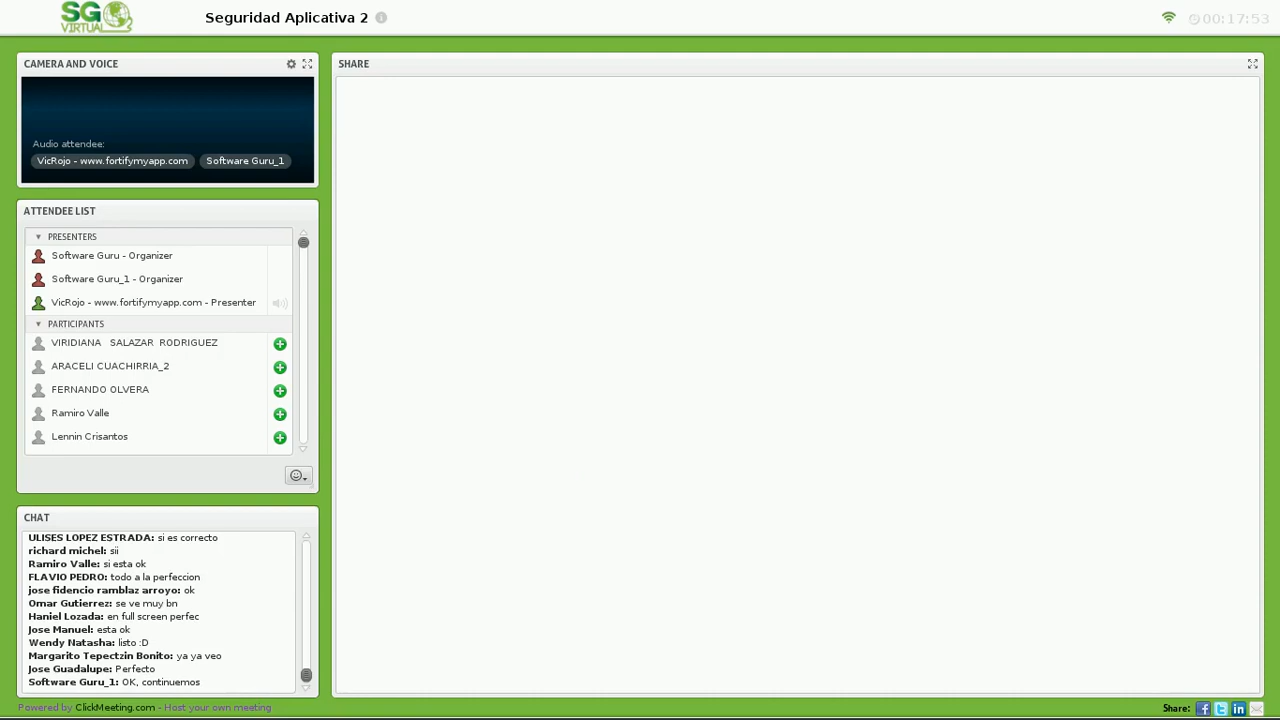 SG
VIRTUAL
Seguridad Aplicativa 2
00:17:53
CAMERA AND VOICE
Audio attendee:
VicRojo - www.fortifymyapp.com Software Guru_1
ATTENDEE LIST
PRESENTERS
Software Guru - Organizer
Software Guru_1 - Organizer
VicRojo - www.fortifymyapp.com - Presenter
PARTICIPANTS
VIRIDIANA SALAZAR RODRIGUEZ
ARACELI CUACHIRRIA_2
FERNANDO OLVERA
Ramiro Valle
Lennin Crisantos
CHAT
ULISES LOPEZ ESTRADA: si es correcto
richard michel: sii
Ramiro Valle: si esta ok
FLAVIO PEDRO: todo a la perfeccion
jose fidencio ramblaz arroyo: ok
Omar Gutierrez: se ve muy bn
Haniel Lozada: en full screen perfec
Jose Manuel: esta ok
Wendy Natasha: listo :D
Margarito Tepectzin Bonito: ya ya veo
Jose Guadalupe: Perfecto
Software Guru_1: OK, continuemos
SHARE
Powered by ClickMeeting.com - Host your own meeting
Share: